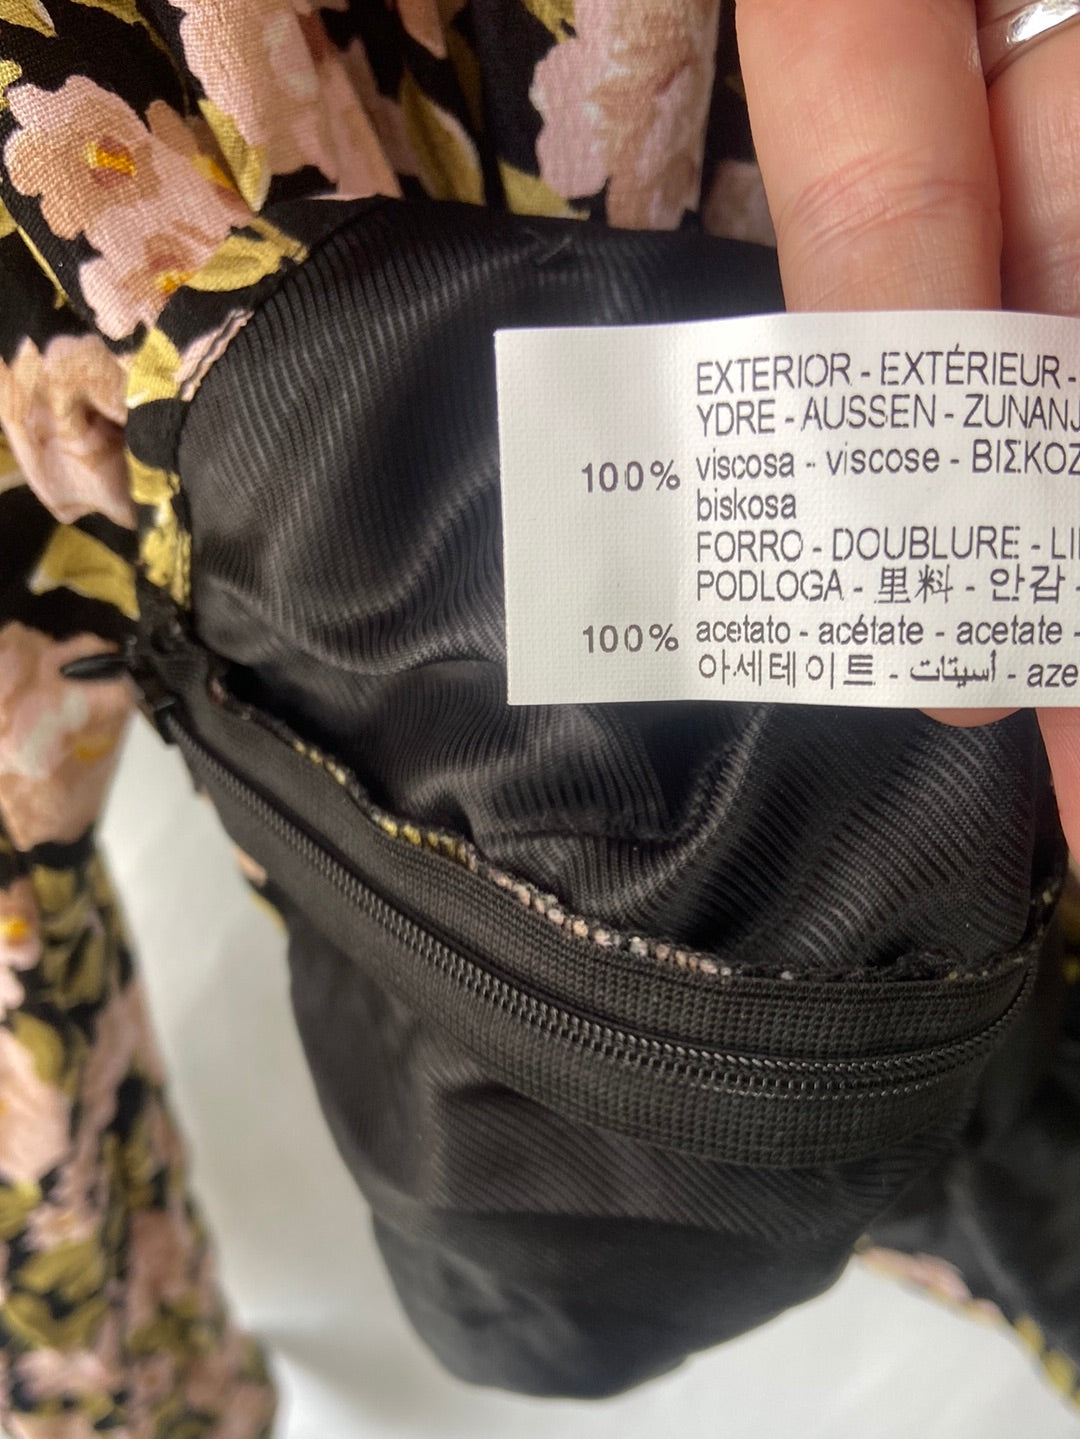 EXTERIOR - EXTÉRIEUR -
YDRE - AUSSEN - ZUNANJ
100% viscosa - viscose - ΒΙΣΚΟΖ
biskosa
FORRO - DOUBLURE - LI
PODLOGA - 里料 - 안감 -
100% acetato - acétate - acetate -
아세테이트 - أسيتات - aze